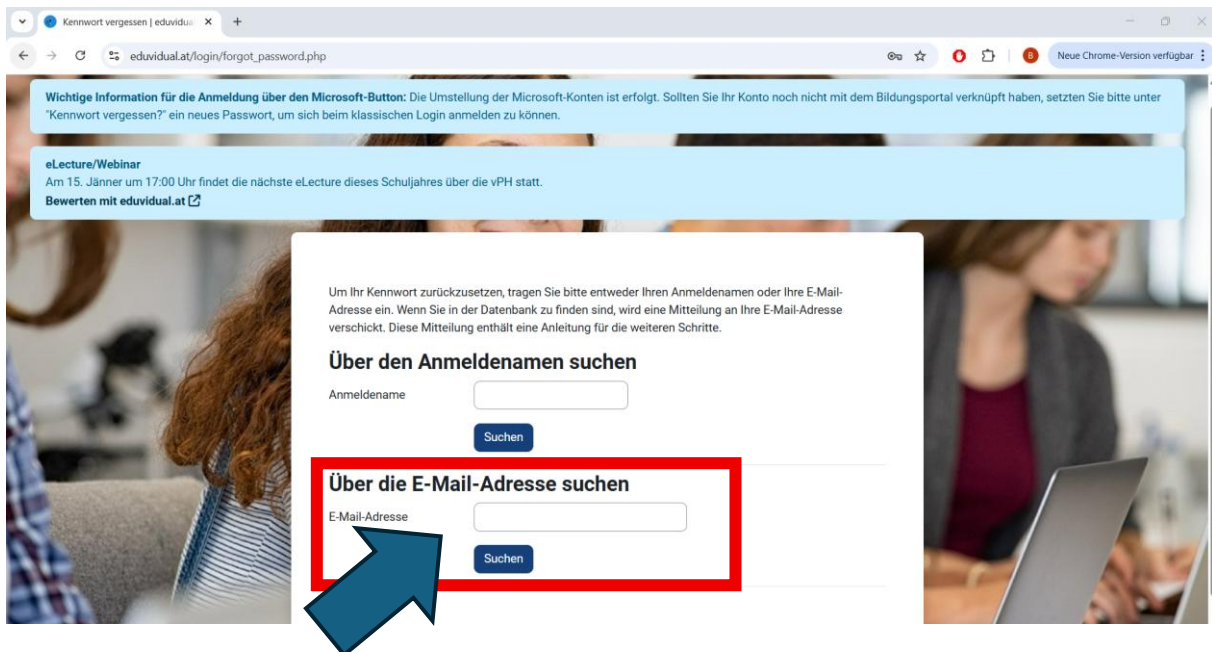 Kennwort vergessen | eduvidua
eduvidual.at/login/forgot_password.php
B
Neue Chrome-Version verfügbar
Wichtige Information für die Anmeldung über den Microsoft-Button: Die Umstellung der Microsoft-Konten ist erfolgt. Sollten Sie Ihr Konto noch nicht mit dem Bildungsportal verknüpft haben, setzten Sie bitte unter
"Kennwort vergessen?" ein neues Passwort, um sich beim klassischen Login anmelden zu können.
eLecture/Webinar
Am 15. Jänner um 17:00 Uhr findet die nächste eLecture dieses Schuljahres über die vPH statt.
Bewerten mit eduvidual.at
Um Ihr Kennwort zurückzusetzen, tragen Sie bitte entweder Ihren Anmeldenamen oder Ihre E-Mail-
Adresse ein. Wenn Sie in der Datenbank zu finden sind, wird eine Mitteilung an Ihre E-Mail-Adresse
verschickt. Diese Mitteilung enthält eine Anleitung für die weiteren Schritte.
Über den Anmeldenamen suchen
Anmeldename
Suchen
Über die E-Mail-Adresse suchen
E-Mail-Adresse
Suchen